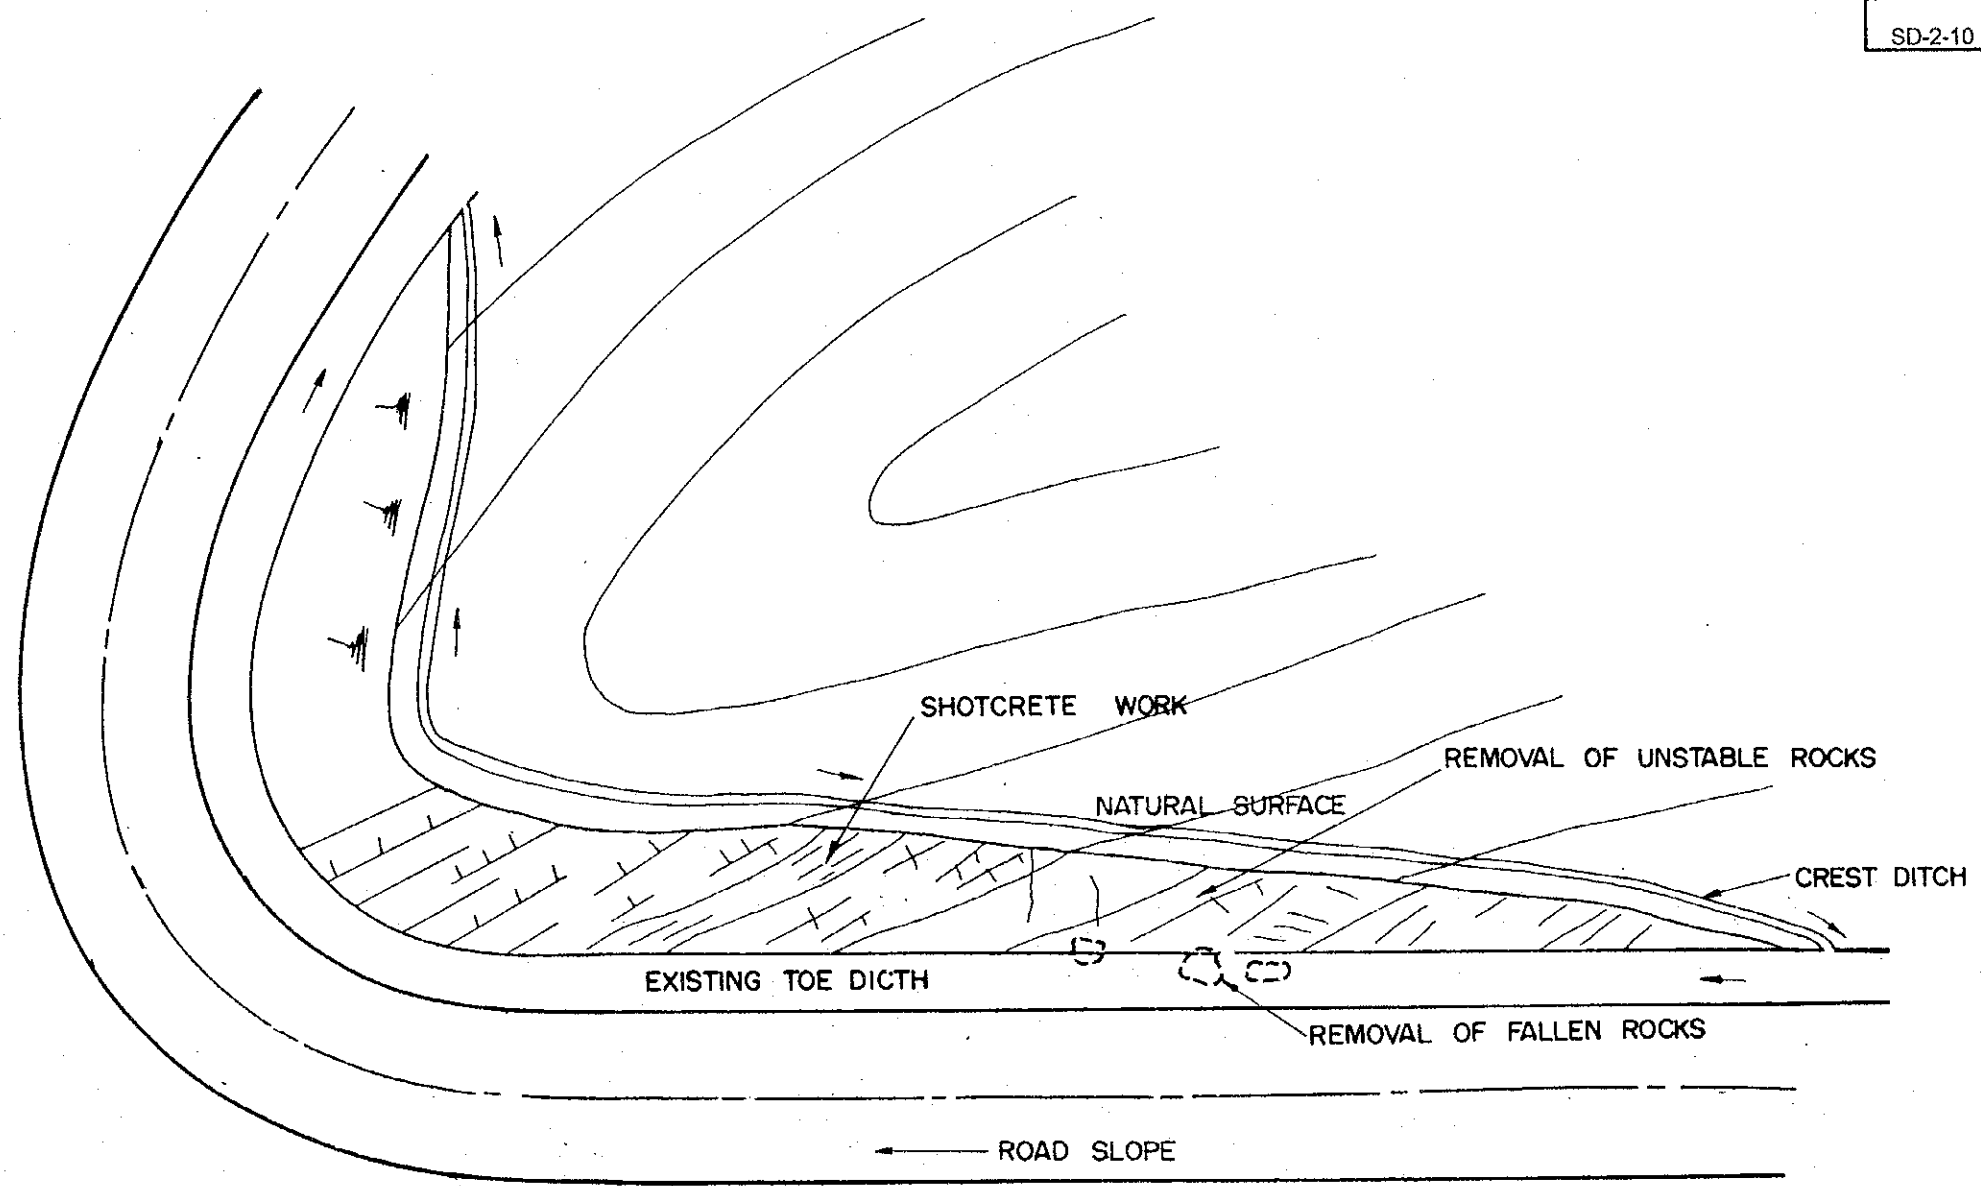 SD-2-10
SHOTCRETE WORK
REMOVAL OF UNSTABLE ROCKS
NATURAL SURFACE
CREST DITCH
EXISTING TOE DICTH
REMOVAL OF FALLEN ROCKS
ROAD SLOPE